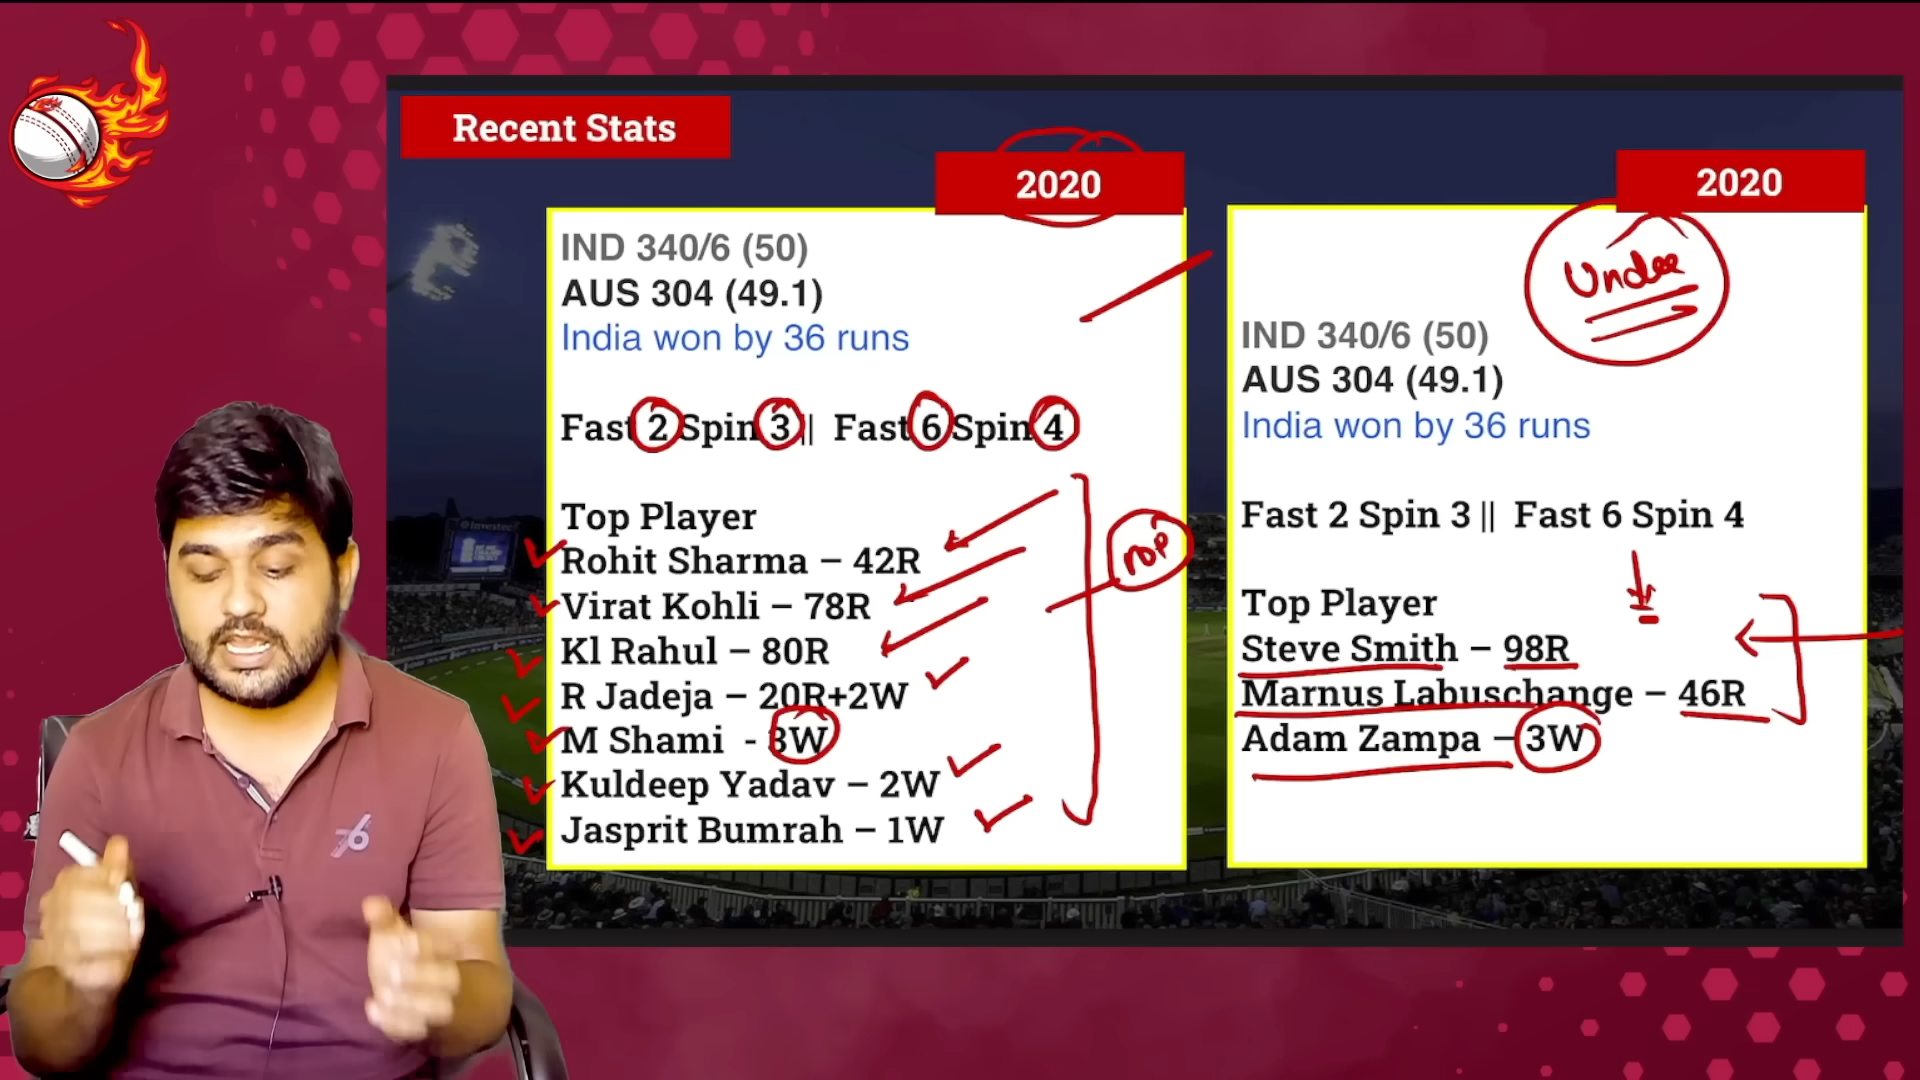 Recent Stats
2020
IND 340/6 (50)
AUS 304 (49.1)
India won by 36 runs
Fast 2 Spin 3 || Fast 6 Spin 4
Top Player
Rohit Sharma – 42R
Virat Kohli – 78R
Kl Rahul – 80R
R Jadeja – 20R+2W
M Shami - 3W
Kuldeep Yadav – 2W
Jasprit Bumrah – 1W
2020
IND 340/6 (50)
AUS 304 (49.1)
India won by 36 runs
Fast 2 Spin 3 || Fast 6 Spin 4
Top Player
Steve Smith – 98R
Marnus Labuschange – 46R
Adam Zampa – 3W
76
Investec